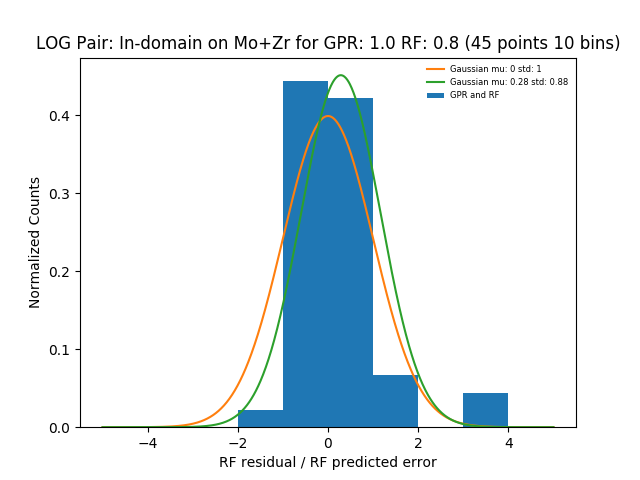 LOG Pair: In-domain on Mo+Zr for GPR: 1.0 RF: 0.8 (45 points 10 bins)
Gaussian mu: 0 std: 1
Gaussian mu: 0.28 std: 0.88
GPR and RF
Normalized Counts
0.4
0.3
0.2
0.1
0.0
−4 −2 0 2 4
RF residual / RF predicted error